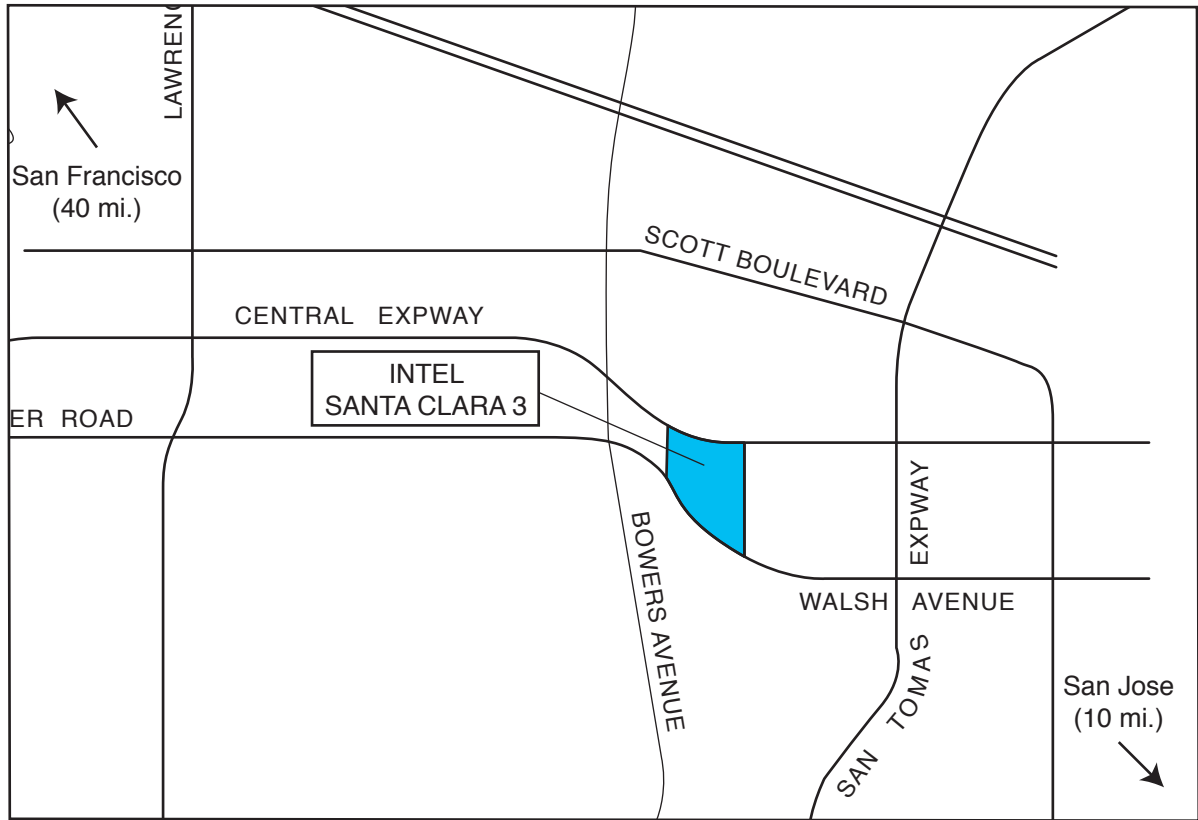 LAWRENC
San Francisco
(40 mi.)
SCOTT BOULEVARD
CENTRAL EXPWAY
INTEL
SANTA CLARA 3
ER ROAD
BOWERS AVENUE
EXPWAY
WALSH AVENUE
SAN TOMAS
San Jose
(10 mi.)